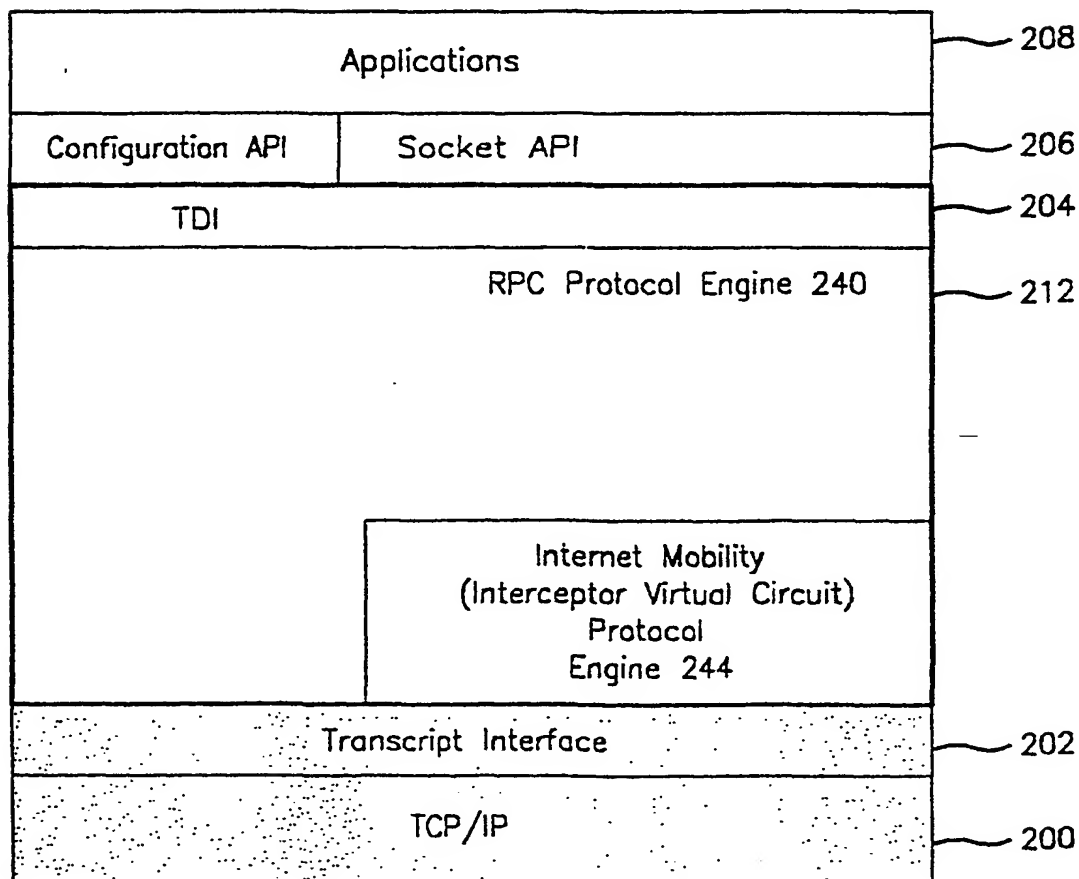 Applications
208
Configuration API
Socket API
206
TDI
204
RPC Protocol Engine 240
212
Internet Mobility
(Interceptor Virtual Circuit)
Protocol
Engine 244
Transcript Interface
202
TCP/IP
200